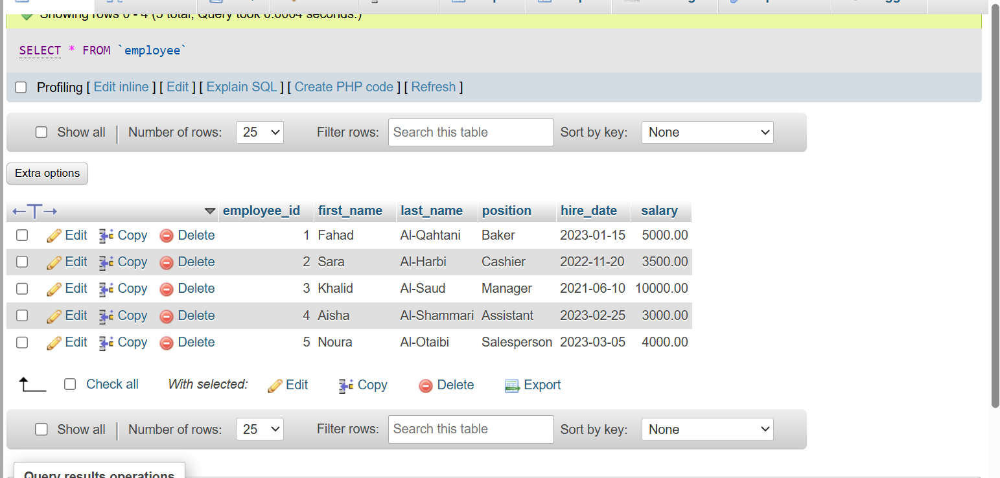 Showing rows 0 - 4 (5 total, Query took 0.0004 seconds.)
SELECT * FROM `employee`
Profiling [ Edit inline ] [ Edit ] [ Explain SQL ] [ Create PHP code ] [ Refresh ]
Show all | Number of rows: 25 Filter rows: Search this table Sort by key: None
Extra options
←T→ employee_id first_name last_name position hire_date salary
Edit Copy Delete 1 Fahad Al-Qahtani Baker 2023-01-15 5000.00
Edit Copy Delete 2 Sara Al-Harbi Cashier 2022-11-20 3500.00
Edit Copy Delete 3 Khalid Al-Saud Manager 2021-06-10 10000.00
Edit Copy Delete 4 Aisha Al-Shammari Assistant 2023-02-25 3000.00
Edit Copy Delete 5 Noura Al-Otaibi Salesperson 2023-03-05 4000.00
Check all With selected: Edit Copy Delete Export
Show all | Number of rows: 25 Filter rows: Search this table Sort by key: None
Query results operations